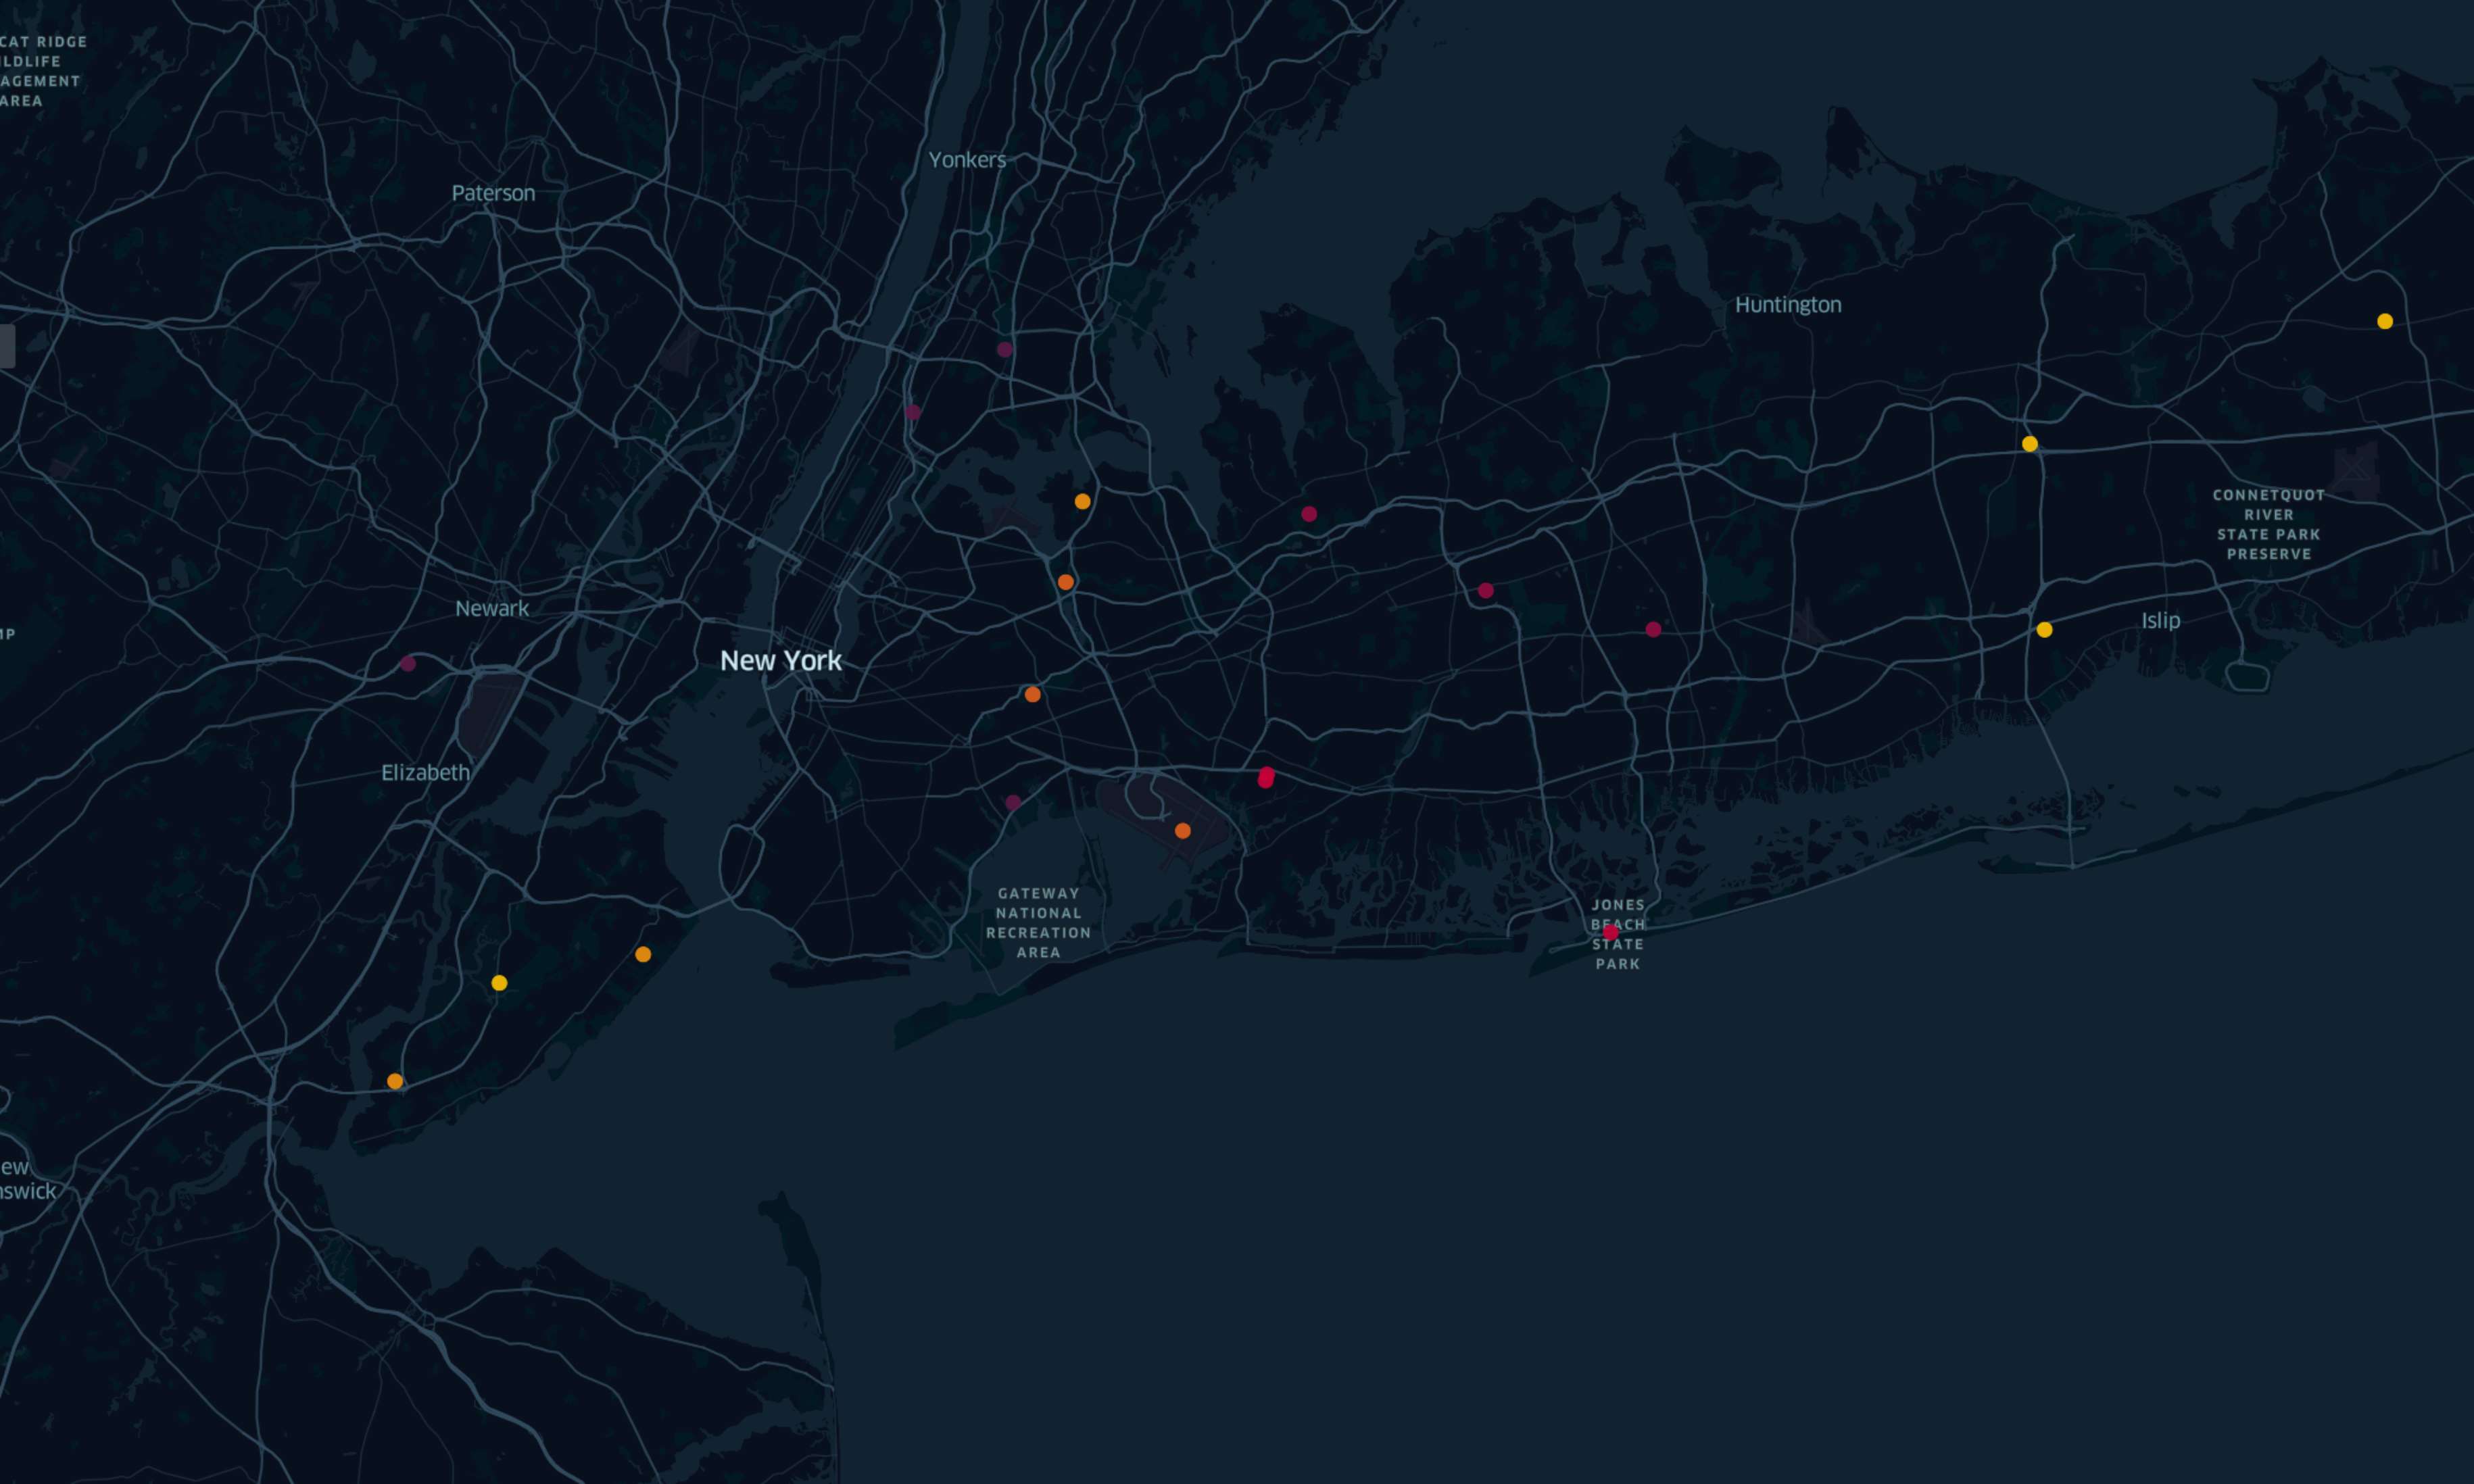 CAT RIDGE
ILDLIFE
AGEMENT
AREA
Yonkers
Paterson
Huntington
CONNETQUOT
RIVER
STATE PARK
PRESERVE
Newark
Islip
MP
New York
Elizabeth
GATEWAY
NATIONAL
RECREATION
AREA
JONES
BEACH
STATE
PARK
ew
nswick